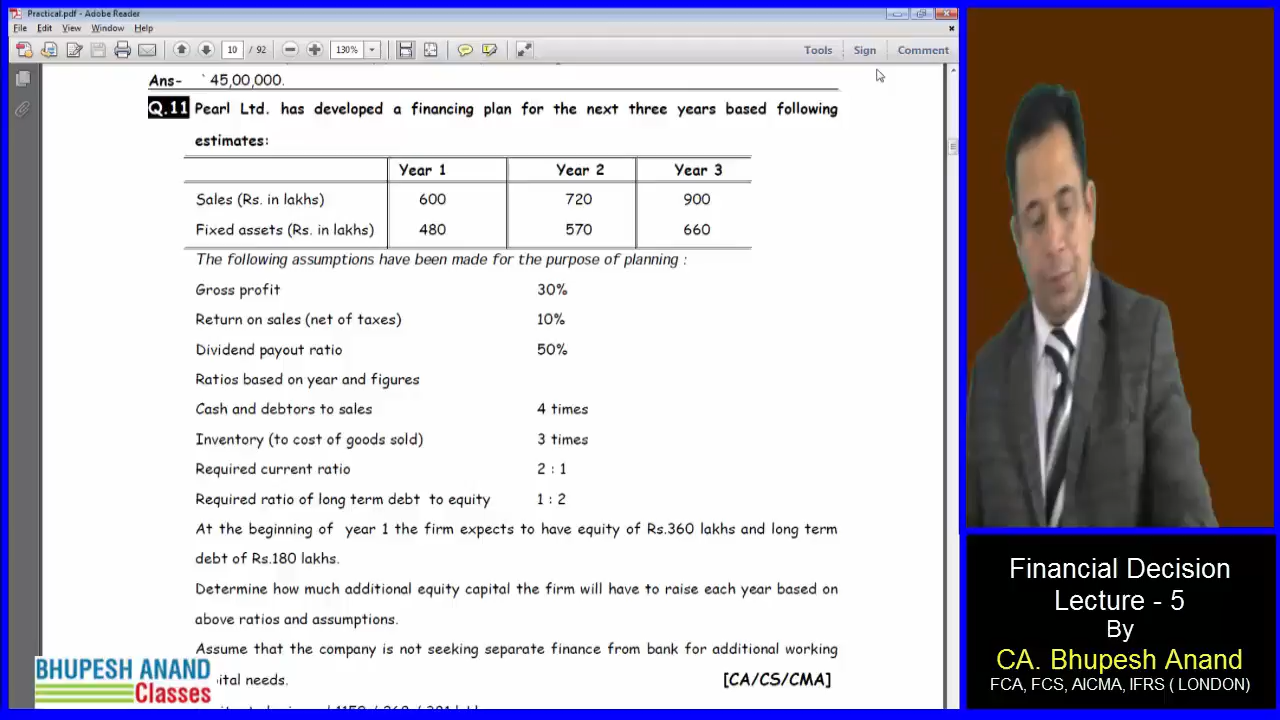 Practical.pdf - Adobe Reader
File Edit View Window Help
10 / 92 130% Tools Sign Comment
Ans- ` 45,00,000.
Q.11 Pearl Ltd. has developed a financing plan for the next three years based following
estimates:
Year 1 Year 2 Year 3
Sales (Rs. in lakhs) 600 720 900
Fixed assets (Rs. in lakhs) 480 570 660
The following assumptions have been made for the purpose of planning :
Gross profit 30%
Return on sales (net of taxes) 10%
Dividend payout ratio 50%
Ratios based on year and figures
Cash and debtors to sales 4 times
Inventory (to cost of goods sold) 3 times
Required current ratio 2 : 1
Required ratio of long term debt to equity 1 : 2
At the beginning of year 1 the firm expects to have equity of Rs.360 lakhs and long term
debt of Rs.180 lakhs.
Determine how much additional equity capital the firm will have to raise each year based on
above ratios and assumptions.
Assume that the company is not seeking separate finance from bank for additional working
pital needs. [CA/CS/CMA]
BHUPESH ANAND
Classes
Financial Decision
Lecture - 5
By
CA. Bhupesh Anand
FCA, FCS, AICMA, IFRS ( LONDON)